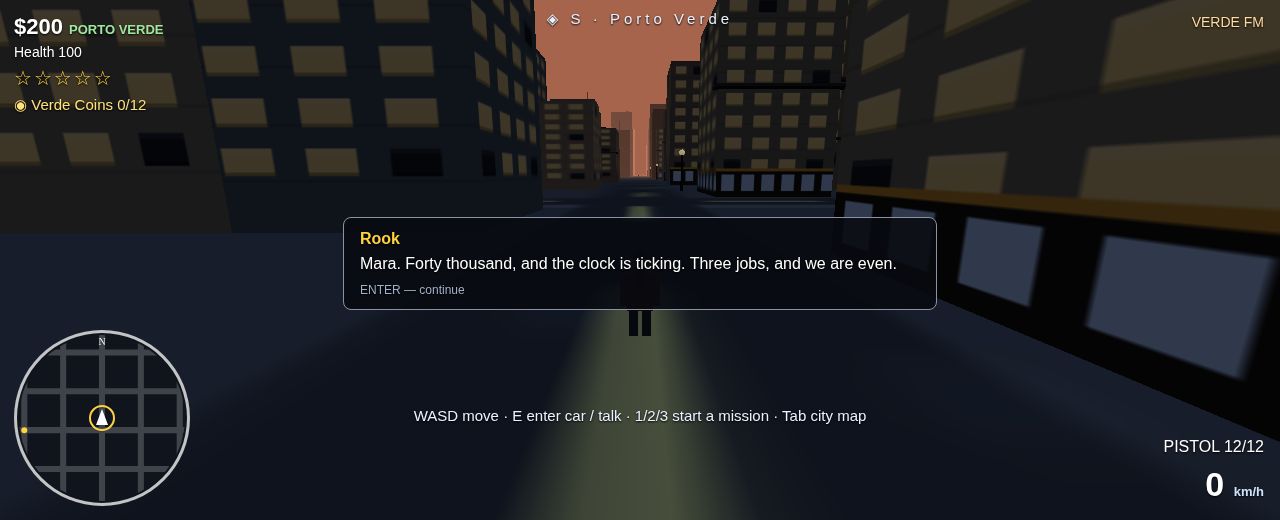 $200 PORTO VERDE
Health 100
☆☆☆☆☆
◉ Verde Coins 0/12
◈ S · Porto Verde
VERDE FM
Rook
Mara. Forty thousand, and the clock is ticking. Three jobs, and we are even.
ENTER — continue
N
WASD move · E enter car / talk · 1/2/3 start a mission · Tab city map
PISTOL 12/12
0 km/h